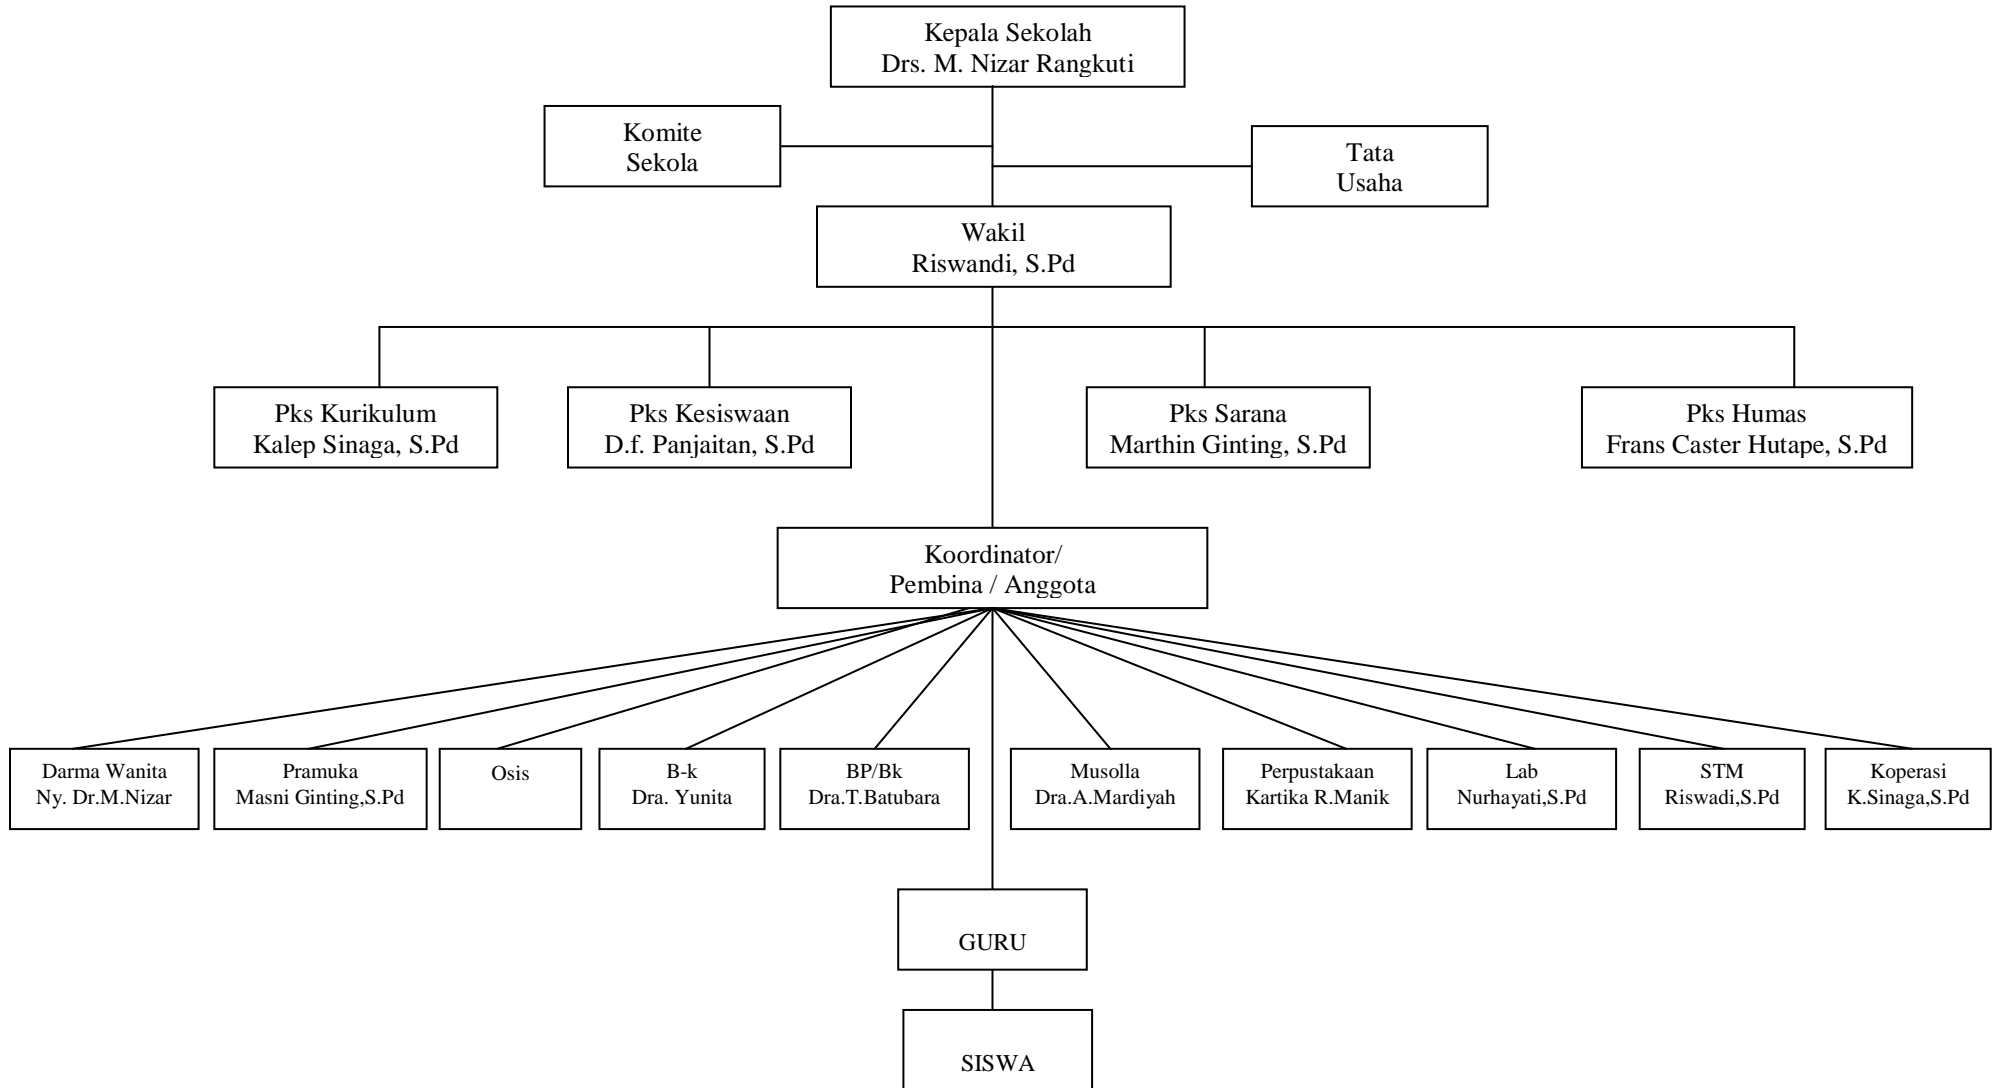 Kepala Sekolah
Drs. M. Nizar Rangkuti
Komite
Sekola
Tata
Usaha
Wakil
Riswandi, S.Pd
Pks Kurikulum
Kalep Sinaga, S.Pd
Pks Kesiswaan
D.f. Panjaitan, S.Pd
Pks Sarana
Marthin Ginting, S.Pd
Pks Humas
Frans Caster Hutape, S.Pd
Koordinator/
Pembina / Anggota
Darma Wanita
Ny. Dr.M.Nizar
Pramuka
Masni Ginting,S.Pd
Osis
B-k
Dra. Yunita
BP/Bk
Dra.T.Batubara
Musolla
Dra.A.Mardiyah
Perpustakaan
Kartika R.Manik
Lab
Nurhayati,S.Pd
STM
Riswadi,S.Pd
Koperasi
K.Sinaga,S.Pd
GURU
SISWA